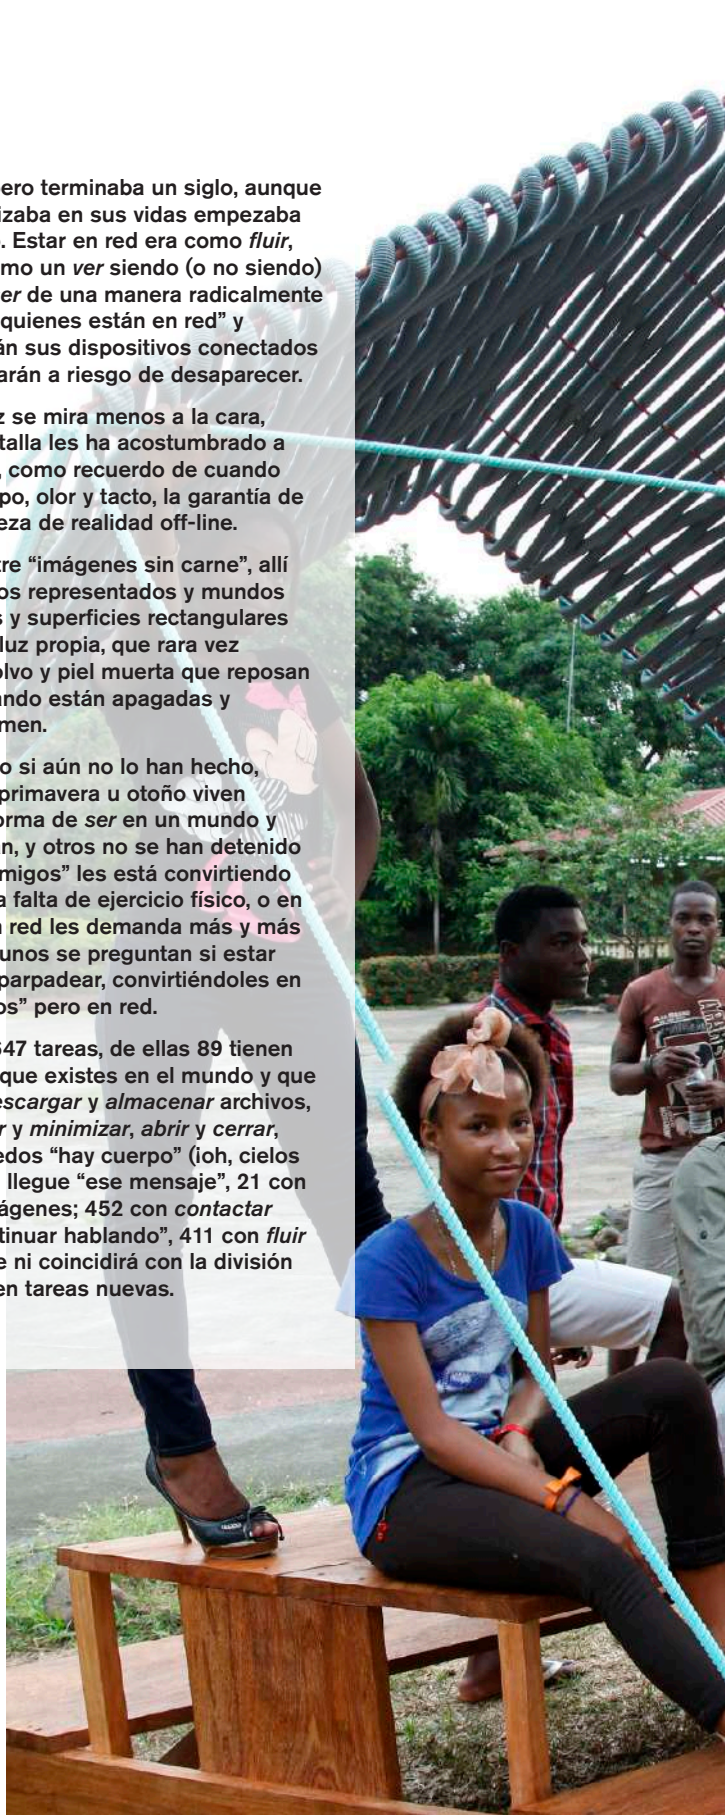 ero terminaba un siglo, aunque
izaba en sus vidas empezaba
. Estar en red era como fluir,
mo un ver siendo (o no siendo)
er de una manera radicalmente
quienes están en red” y
án sus dispositivos conectados
arán a riesgo de desaparecer.
z se mira menos a la cara,
talla les ha acostumbrado a
, como recuerdo de cuando
po, olor y tacto, la garantía de
eza de realidad off-line.
tre “imágenes sin carne”, allí
os representados y mundos
s y superficies rectangulares
luz propia, que rara vez
olvo y piel muerta que reposan
ando están apagadas y
men.
o si aún no lo han hecho,
primavera u otoño viven
orma de ser en un mundo y
n, y otros no se han detenido
migos” les está convirtiendo
a falta de ejercicio físico, o en
a red les demanda más y más
unos se preguntan si estar
parpadear, convirtiéndoles en
os” pero en red.
647 tareas, de ellas 89 tienen
que existes en el mundo y que
escargar y almacenar archivos,
r y minimizar, abrir y cerrar,
edos “hay cuerpo” (¡oh, cielos
llegue “ese mensaje”, 21 con
ágenes; 452 con contactar
tinuar hablando”, 411 con fluir
e ni coincidirá con la división
en tareas nuevas.